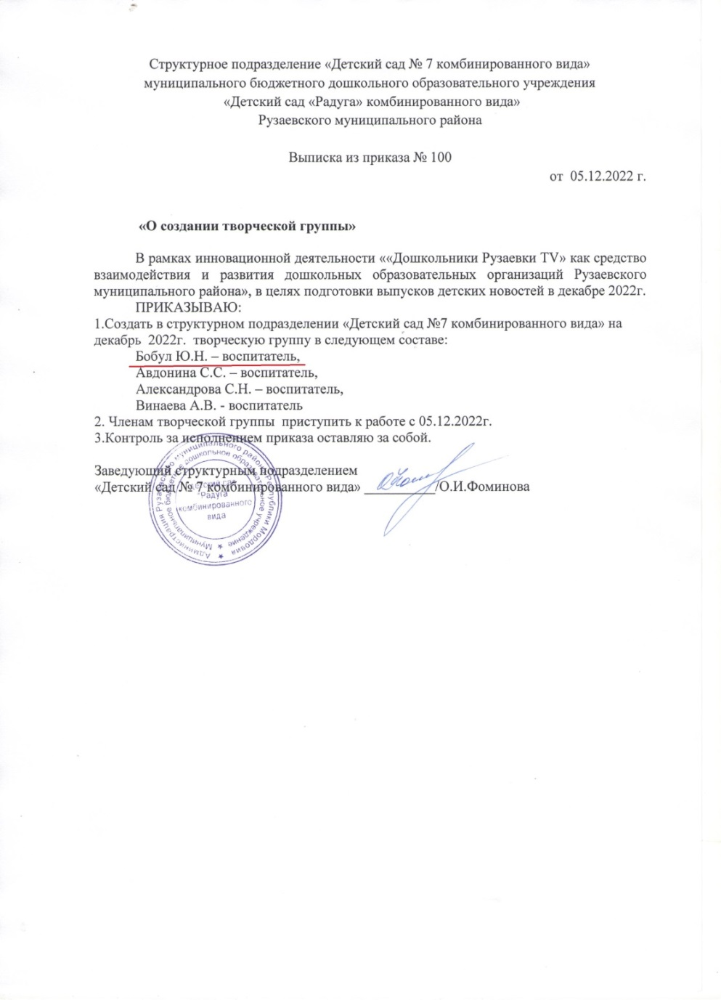 Структурное подразделение «Детский сад № 7 комбинированного вида»
муниципального бюджетного дошкольного образовательного учреждения
«Детский сад «Радуга» комбинированного вида»
Рузаевского муниципального района
Выписка из приказа № 100
от 05.12.2022 г.
«О создании творческой группы»
В рамках инновационной деятельности ««Дошкольники Рузаевки TV» как средство
взаимодействия и развития дошкольных образовательных организаций Рузаевского
муниципального района», в целях подготовки выпусков детских новостей в декабре 2022г.
ПРИКАЗЫВАЮ:
1.Создать в структурном подразделении «Детский сад №7 комбинированного вида» на
декабрь 2022г. творческую группу в следующем составе:
Бобул Ю.Н. – воспитатель,
Авдонина С.С. – воспитатель,
Александрова С.Н. – воспитатель,
Винаева А.В. - воспитатель
2. Членам творческой группы приступить к работе с 05.12.2022г.
3.Контроль за исполнением приказа оставляю за собой.
Заведующий структурным подразделением
«Детский сад № 7 комбинированного вида» __________/О.И.Фоминова
Администрация Рузаевского муниципального района Республики Мордовия
Муниципальное бюджетное дошкольное образовательное учреждение
детский сад
"Радуга
комбинированного
вида